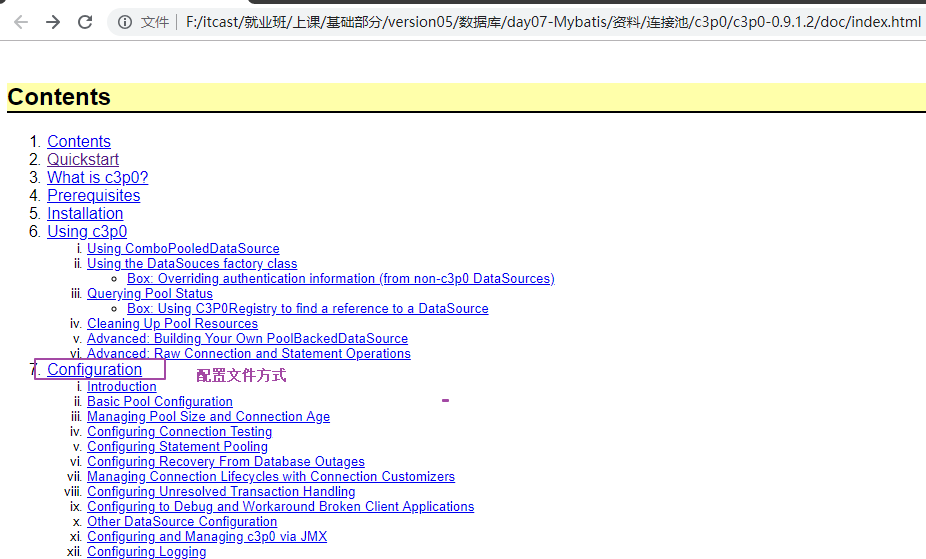 文件 F:/itcast/就业班/上课/基础部分/version05/数据库/day07-Mybatis/资料/连接池/c3p0/c3p0-0.9.1.2/doc/index.html
Contents
1. Contents
2. Quickstart
3. What is c3p0?
4. Prerequisites
5. Installation
6. Using c3p0
i. Using ComboPooledDataSource
ii. Using the DataSouces factory class
Box: Overriding authentication information (from non-c3p0 DataSources)
iii. Querying Pool Status
Box: Using C3P0Registry to find a reference to a DataSource
iv. Cleaning Up Pool Resources
v. Advanced: Building Your Own PoolBackedDataSource
vi. Advanced: Raw Connection and Statement Operations
7. Configuration 配置文件方式
i. Introduction
ii. Basic Pool Configuration
iii. Managing Pool Size and Connection Age
iv. Configuring Connection Testing
v. Configuring Statement Pooling
vi. Configuring Recovery From Database Outages
vii. Managing Connection Lifecycles with Connection Customizers
viii. Configuring Unresolved Transaction Handling
ix. Configuring to Debug and Workaround Broken Client Applications
x. Other DataSource Configuration
xi. Configuring and Managing c3p0 via JMX
xii. Configuring Logging